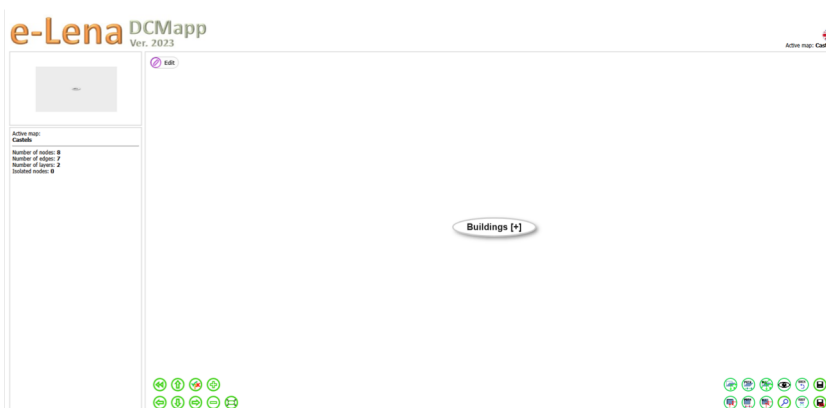 e-Lena DCMapp
Ver. 2023
Active map:
Edit
Active map:
Castels
Number of nodes: 8
Number of edges: 7
Number of layers: 2
Isolated nodes: 0
Buildings [+]